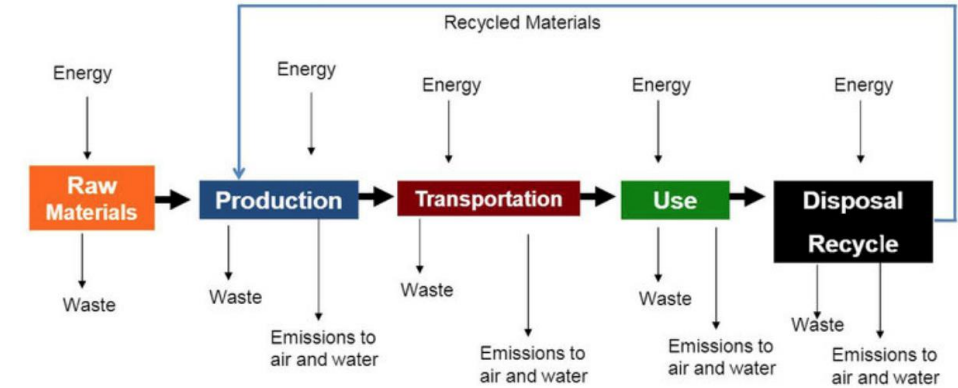 Recycled Materials
Energy
Energy
Energy
Energy
Energy
Raw
Materials
Production
Transportation
Use
Disposal
Recycle
Waste
Waste
Emissions to
air and water
Waste
Emissions to
air and water
Waste
Emissions to
air and water
Waste
Emissions to
air and water